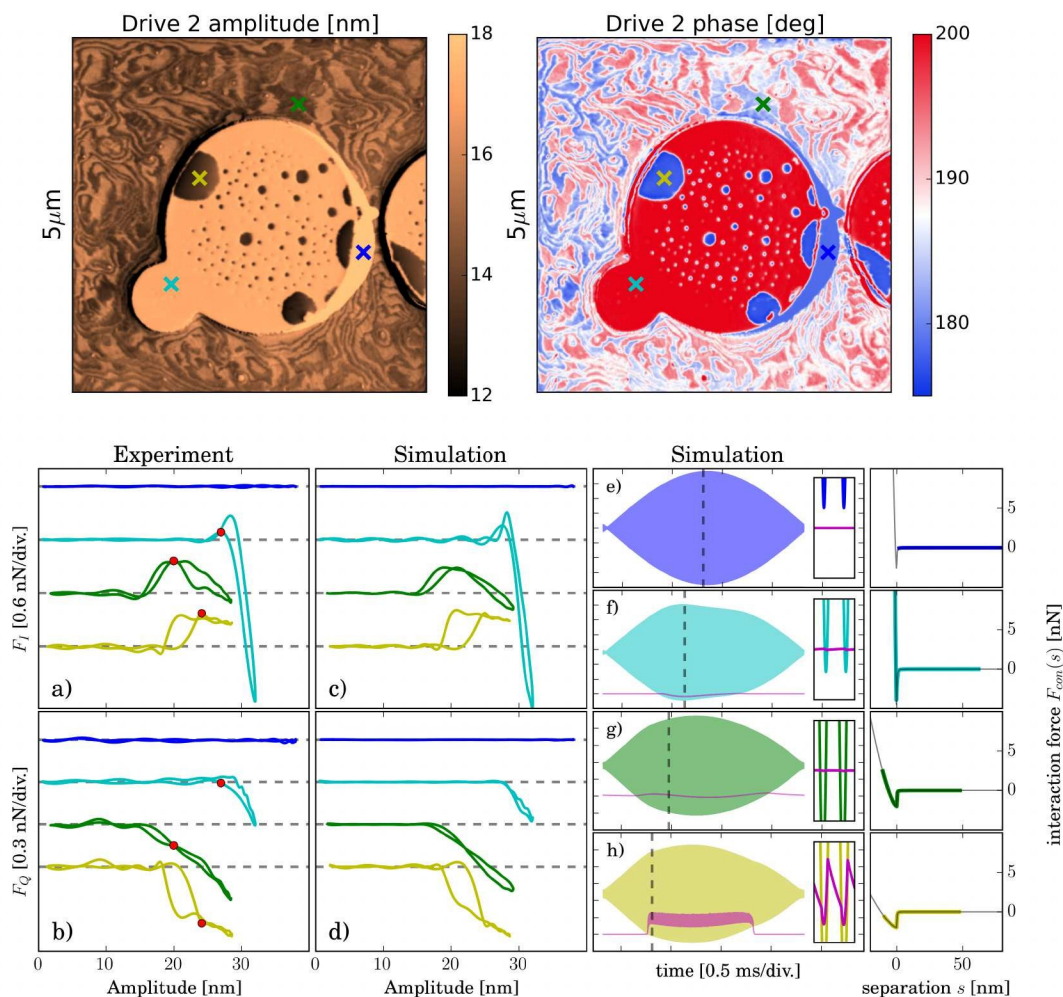 Drive 2 amplitude [nm]
Drive 2 phase [deg]
5μm
18
16
14
12
5μm
200
190
180
Experiment
Simulation
Simulation
F_I [0.6 nN/div.]
a)
c)
e)
f)
5
0
5
0
F_Q [0.3 nN/div.]
b)
d)
g)
h)
5
0
5
0
interaction force F_con(s) [nN]
0 10 20 30
0 10 20 30
0 50
Amplitude [nm]
Amplitude [nm]
time [0.5 ms/div.]
separation s [nm]